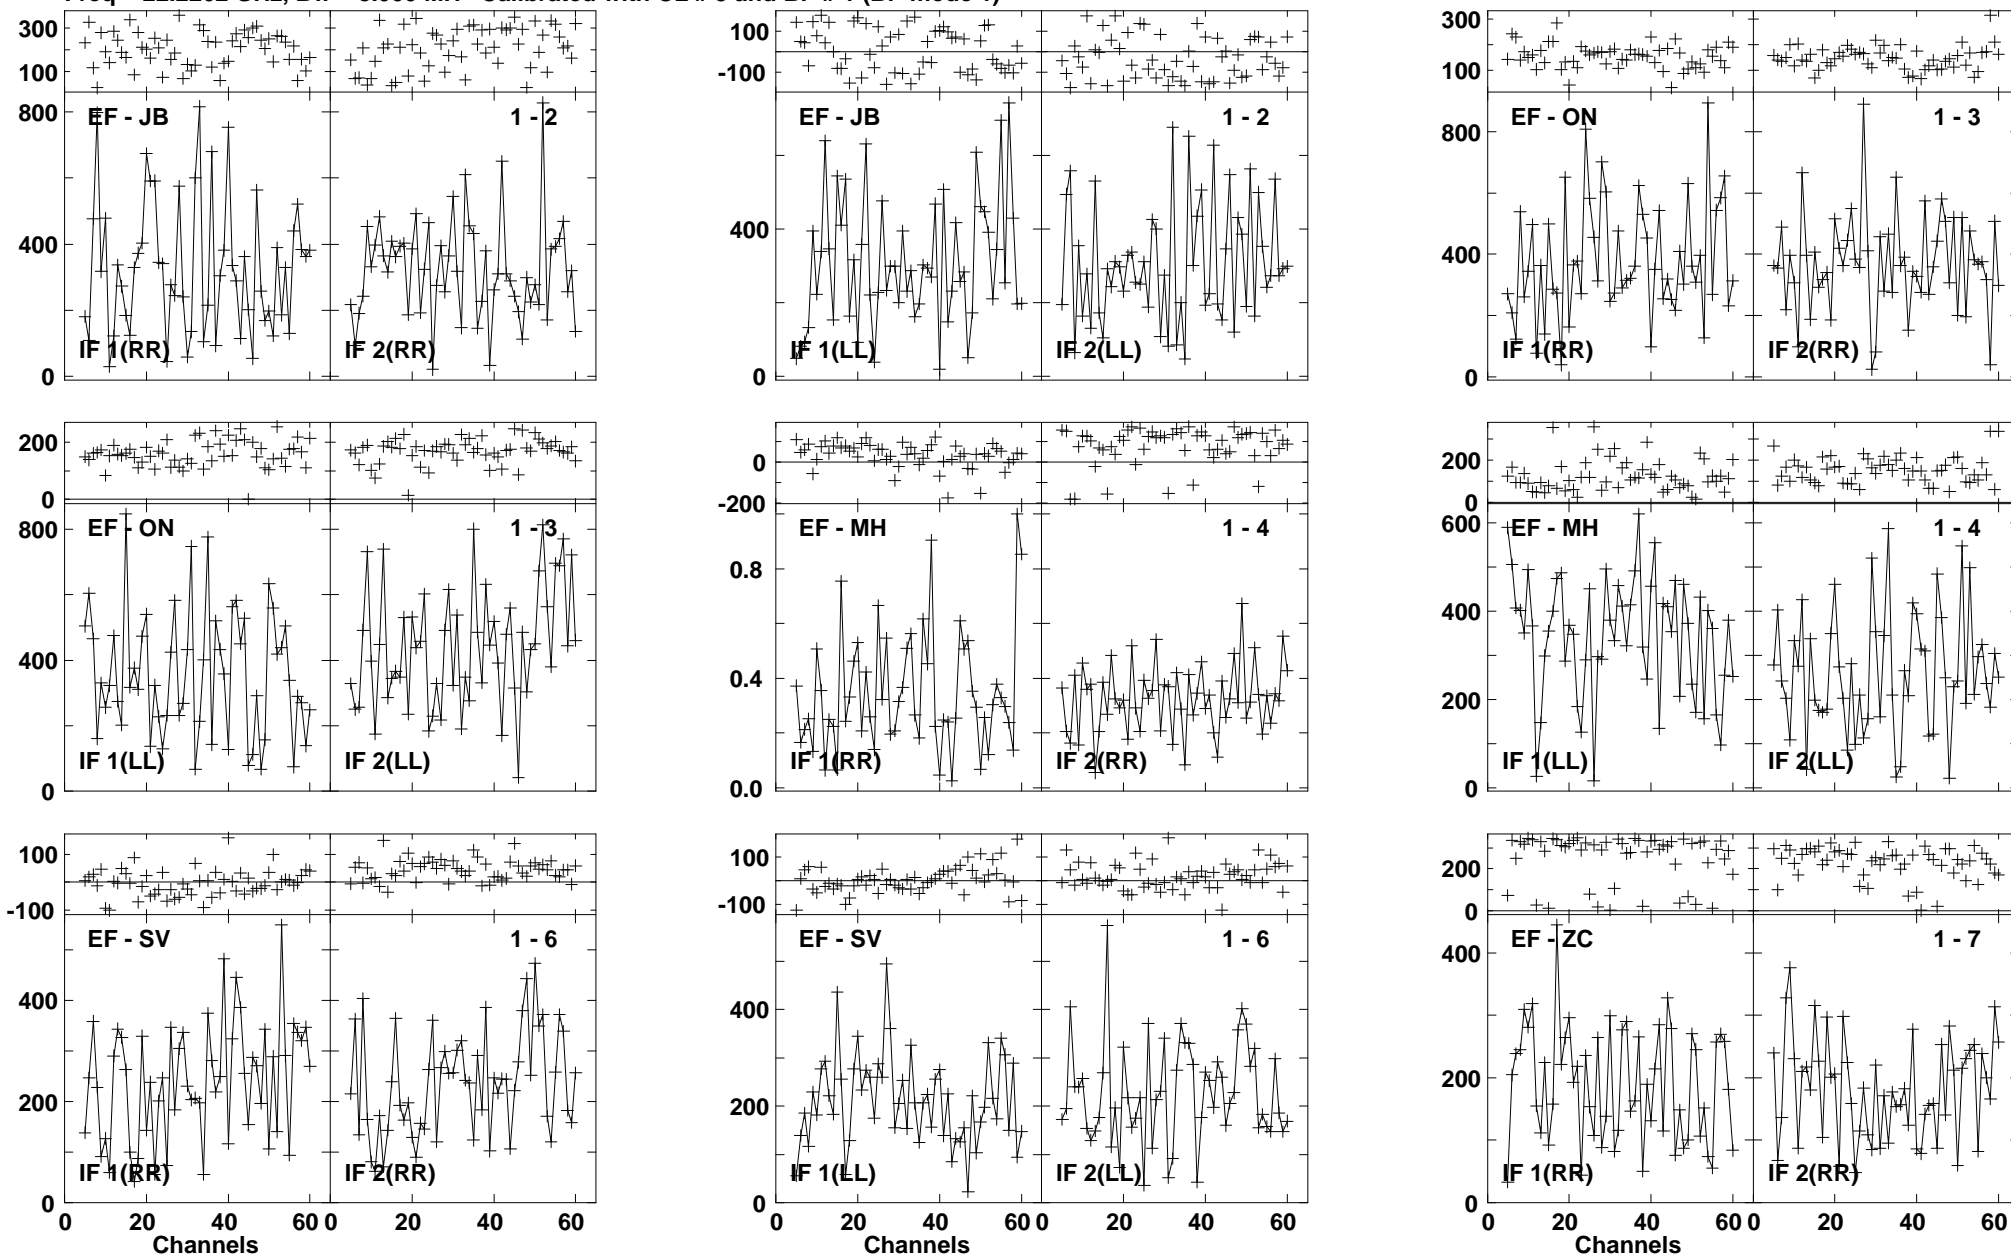 300
100
800
400
0
EF - JB
1 - 2
IF 1(RR)
IF 2(RR)
100
-100
400
0
EF - JB
1 - 2
IF 1(LL)
IF 2(LL)
300
100
800
400
0
EF - ON
1 - 3
IF 1(RR)
IF 2(RR)
200
0
800
400
0
EF - ON
1 - 3
IF 1(LL)
IF 2(LL)
200
0
-200
0.8
0.4
0.0
EF - MH
1 - 4
IF 1(RR)
IF 2(RR)
200
0
600
400
200
0
EF - MH
1 - 4
IF 1(LL)
IF 2(LL)
100
-100
400
200
0
EF - SV
1 - 6
IF 1(RR)
IF 2(RR)
0 20 40 60
20 40 60
Channels
100
-100
400
200
0
EF - SV
1 - 6
IF 1(LL)
IF 2(LL)
0 20 40 60 0 20 40 60
Channels
200
0
400
200
0
EF - ZC
1 - 7
IF 1(RR)
IF 2(RR)
0 20 40 60 0 20 40 60
Channels